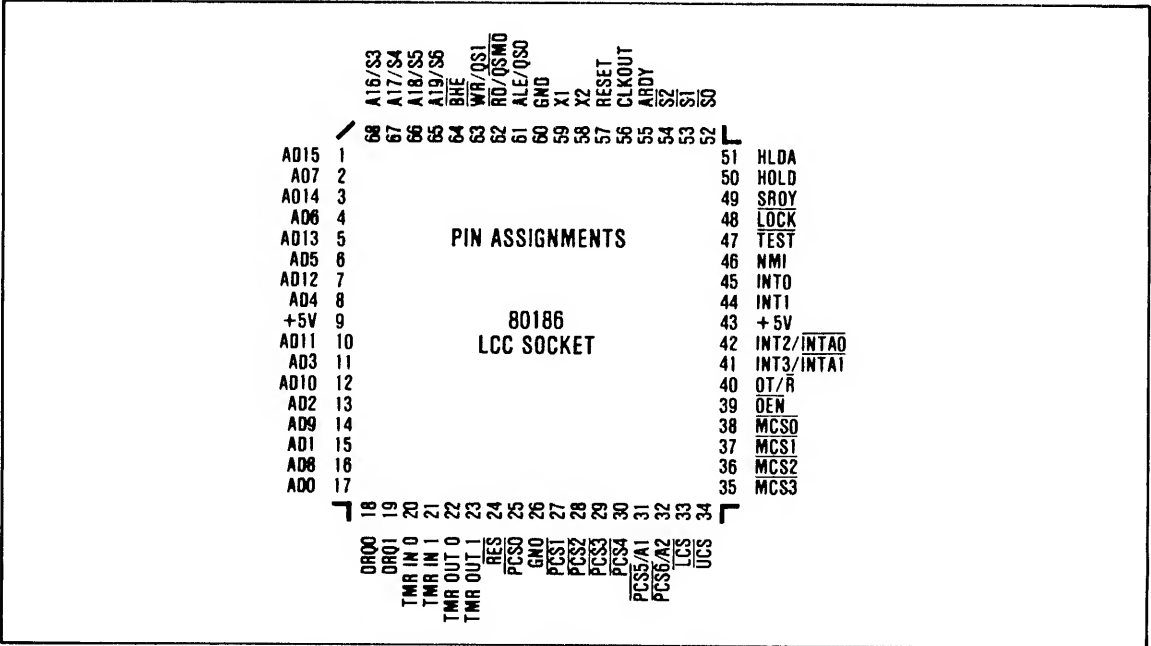 A16/S3
A17/S4
A18/S5
A19/S6
BHE
WR/QS1
RD/QSMD
ALE/QS0
GND
X1
X2
RESET
CLKOUT
ARDY
S2
S1
S0
68 67 66 65 64 63 62 61 60 59 58 57 56 55 54 53 52
AD15 1
AD7 2
AD14 3
AD6 4
AD13 5
AD5 6
AD12 7
AD4 8
+5V 9
AD11 10
AD3 11
AD10 12
AD2 13
AD9 14
AD1 15
AD8 16
AD0 17
PIN ASSIGNMENTS
80186
LCC SOCKET
51 HLDA
50 HOLD
49 SRDY
48 LOCK
47 TEST
46 NMI
45 INT0
44 INT1
43 +5V
42 INT2/INTA0
41 INT3/INTA1
40 DT/R
39 DEN
38 MCS0
37 MCS1
36 MCS2
35 MCS3
18 19 20 21 22 23 24 25 26 27 28 29 30 31 32 33 34
DRQ0
DRQ1
TMR IN 0
TMR IN 1
TMR OUT 0
TMR OUT 1
RES
PCS0
GND
PCS1
PCS2
PCS3
PCS4
PCS5/A1
PCS6/A2
LCS
UCS